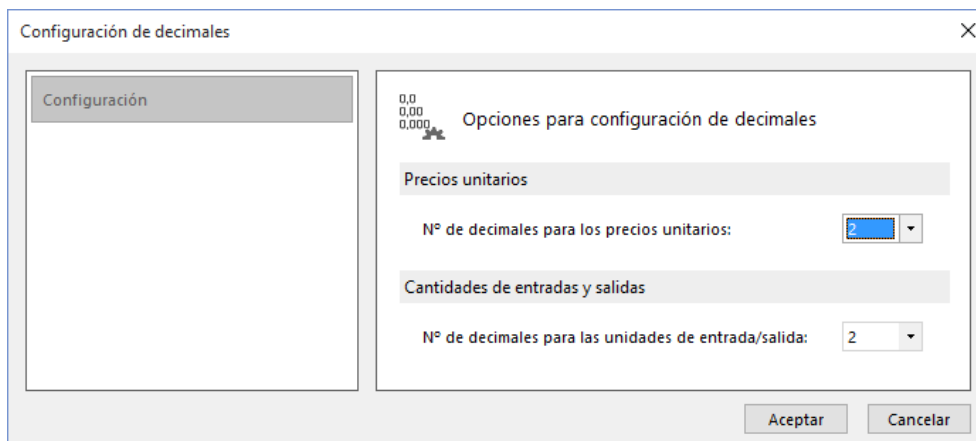 Configuración de decimales
Configuración
0,0
0,00
0,000
Opciones para configuración de decimales
Precios unitarios
Nº de decimales para los precios unitarios: 2
Cantidades de entradas y salidas
Nº de decimales para las unidades de entrada/salida: 2
Aceptar Cancelar